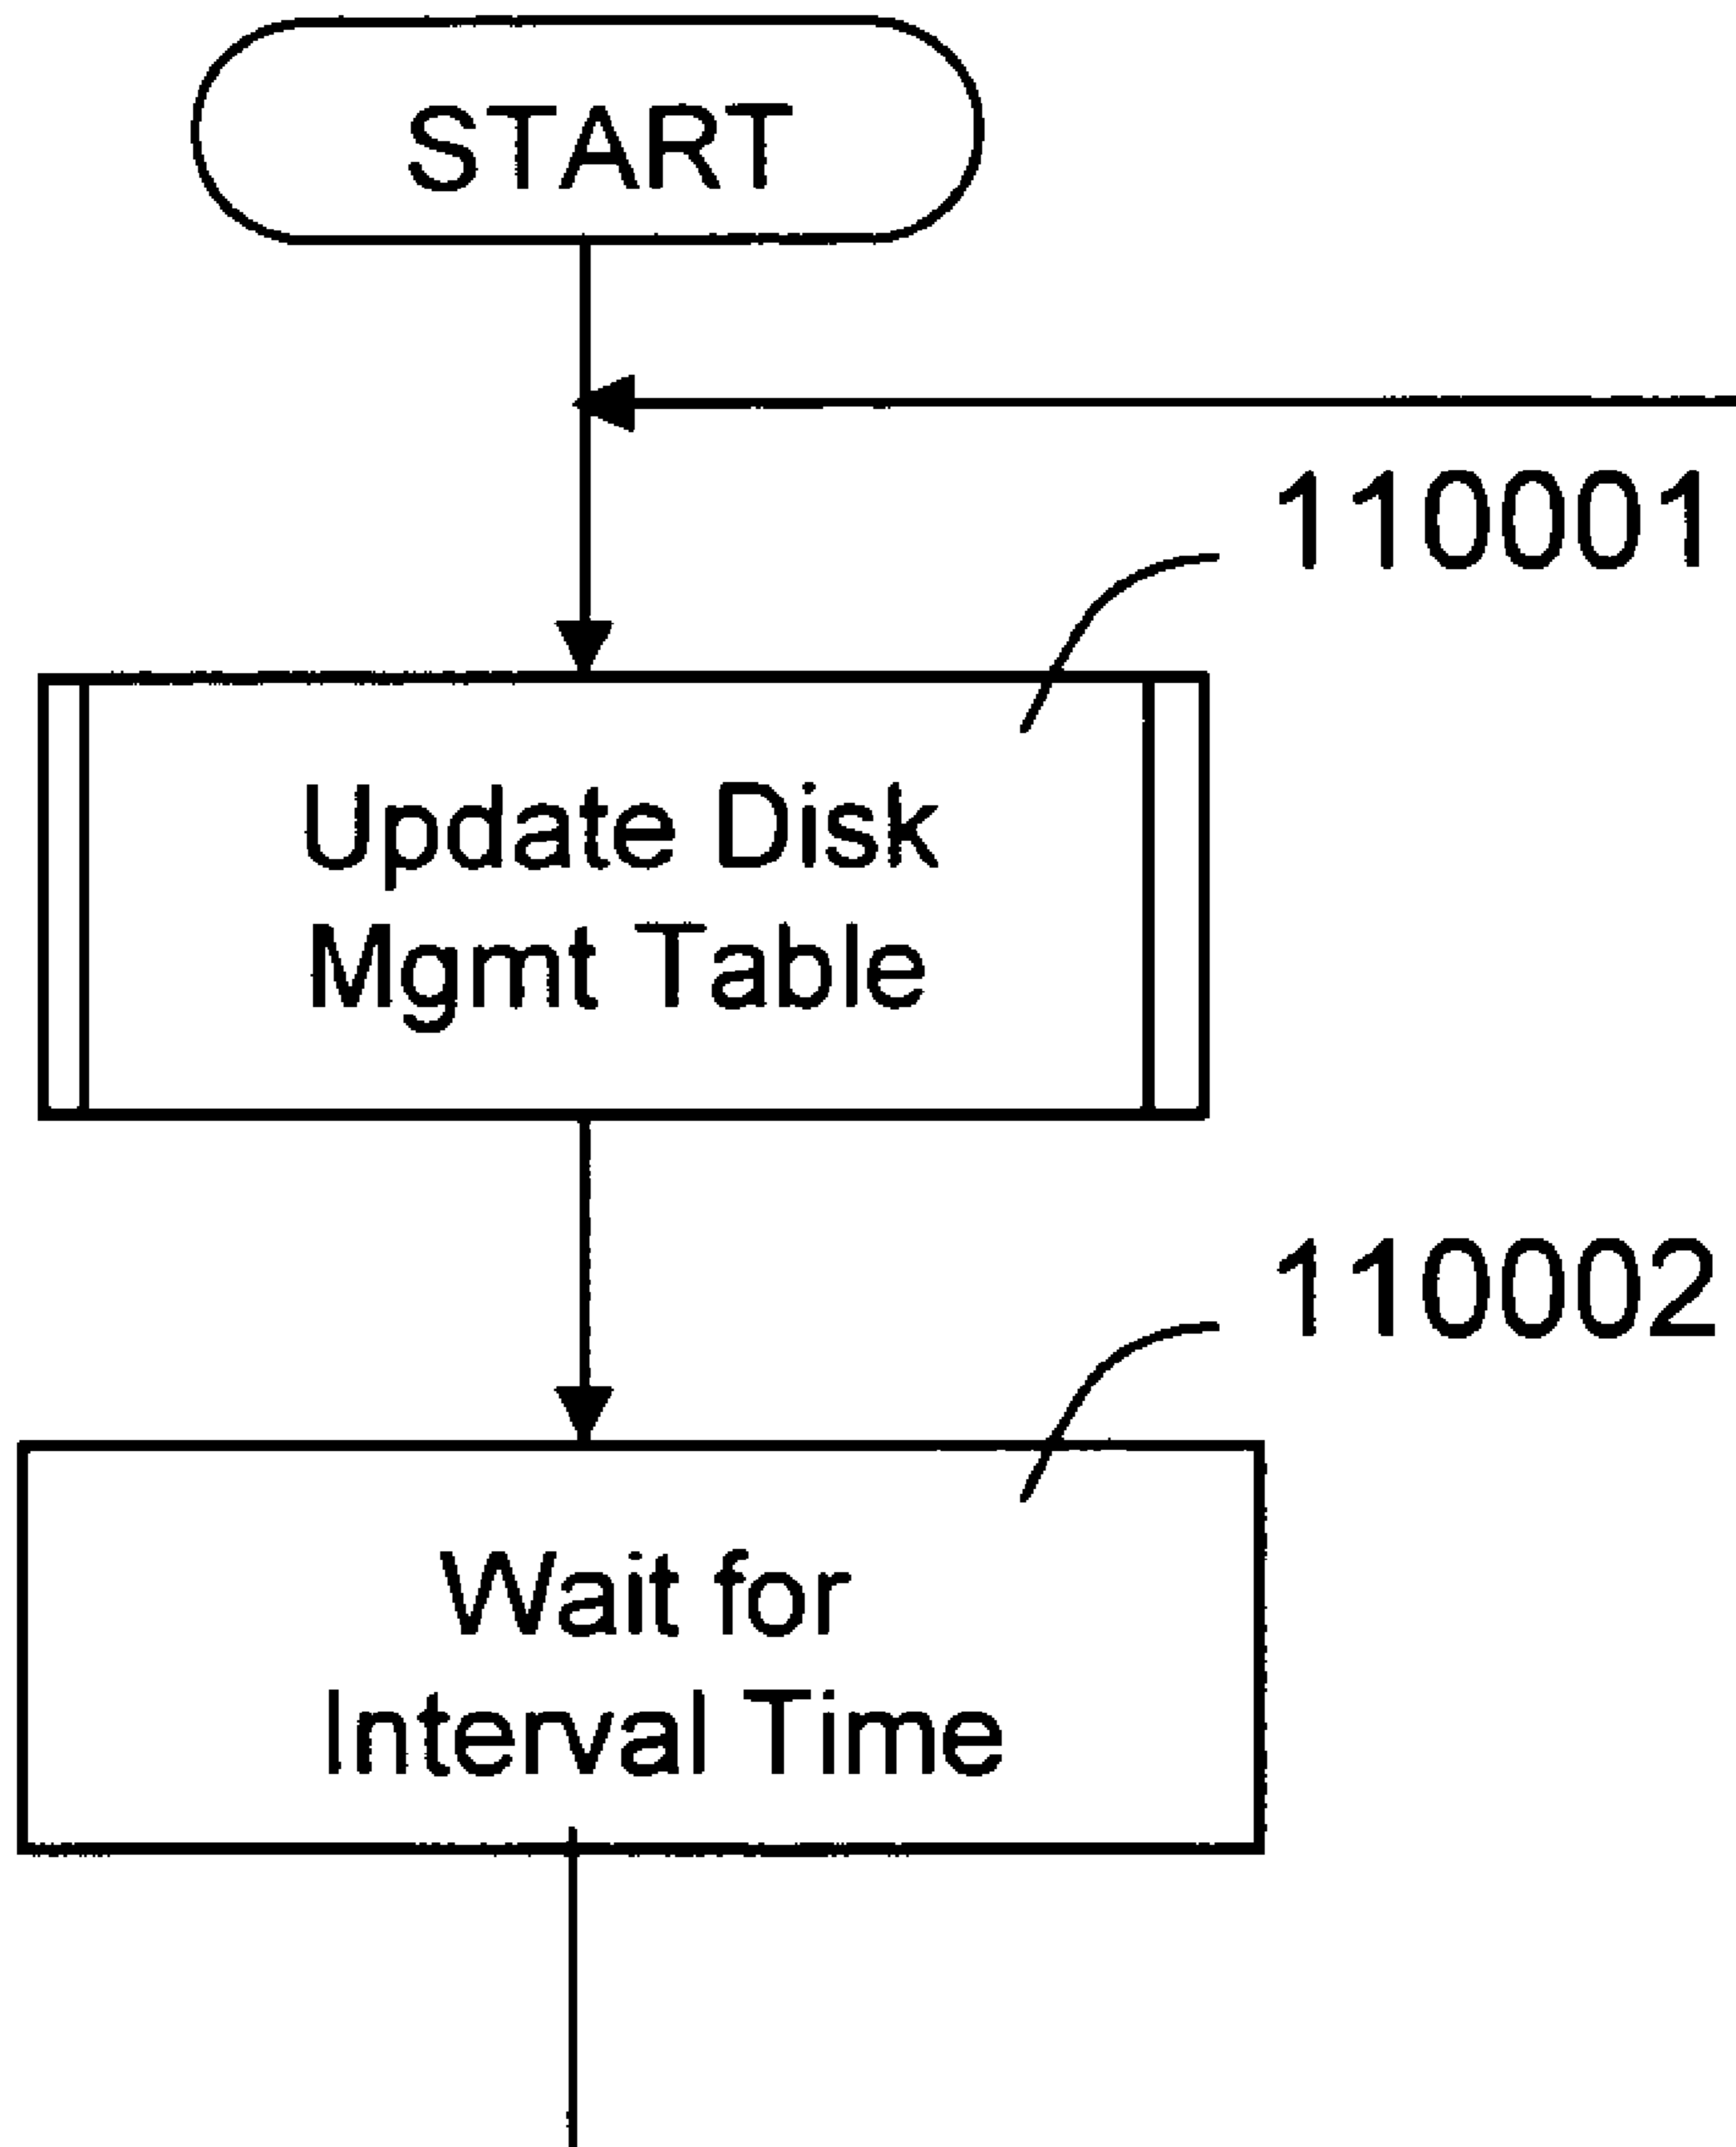 START
110001
Update Disk
Mgmt Table
110002
Wait for
Interval Time